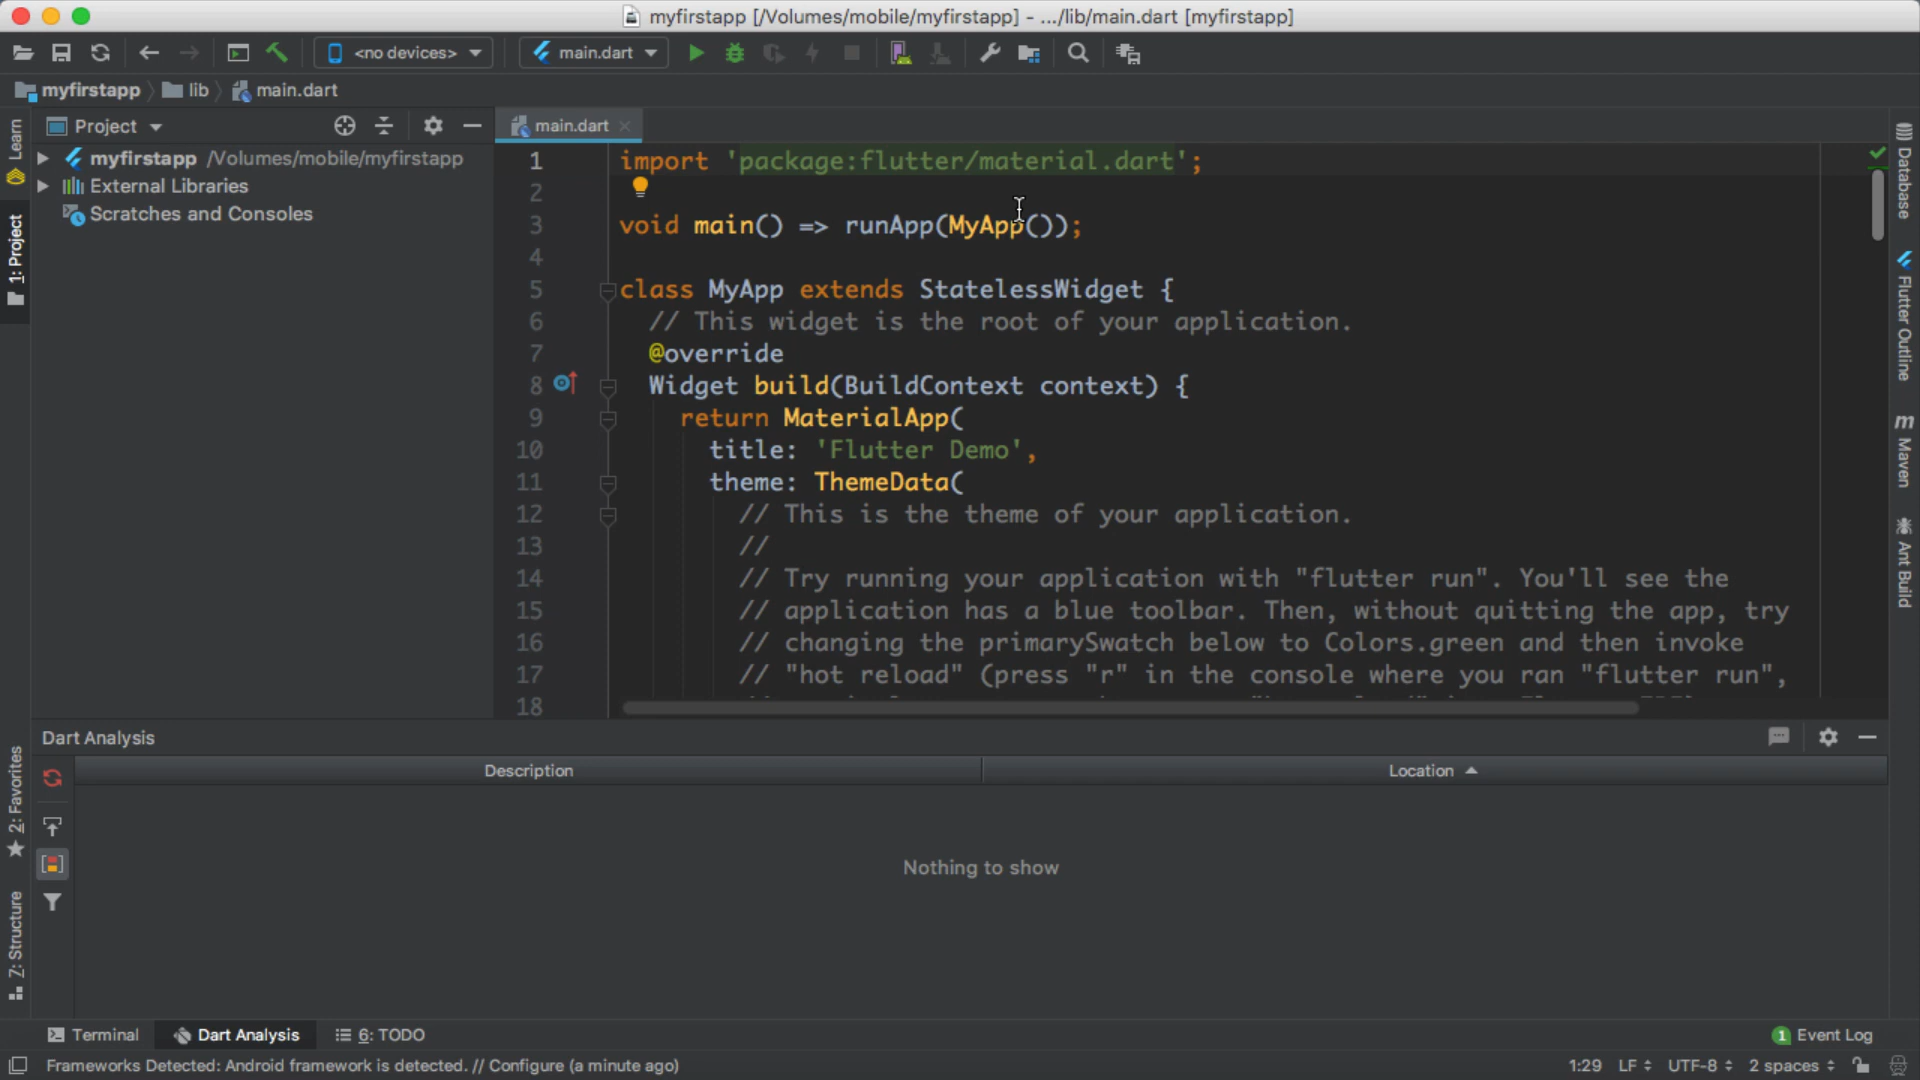 myfirstapp [/Volumes/mobile/myfirstapp] - .../lib/main.dart [myfirstapp]
<no devices>
main.dart
myfirstapp
lib
main.dart
Learn
1: Project
Project
main.dart
myfirstapp /Volumes/mobile/myfirstapp
External Libraries
Scratches and Consoles
1 import 'package:flutter/material.dart';
2
3 void main() => runApp(MyApp());
4
5 class MyApp extends StatelessWidget {
6 // This widget is the root of your application.
7 @override
8 Widget build(BuildContext context) {
9 return MaterialApp(
10 title: 'Flutter Demo',
11 theme: ThemeData(
12 // This is the theme of your application.
13 //
14 // Try running your application with "flutter run". You'll see the
15 // application has a blue toolbar. Then, without quitting the app, try
16 // changing the primarySwatch below to Colors.green and then invoke
17 // "hot reload" (press "r" in the console where you ran "flutter run",
18
Database
Flutter Outline
m Maven
Ant Build
Dart Analysis
Description
Location
Nothing to show
2: Favorites
7: Structure
Terminal
Dart Analysis
6: TODO
1 Event Log
Frameworks Detected: Android framework is detected. // Configure (a minute ago)
1:29
LF
UTF-8
2 spaces